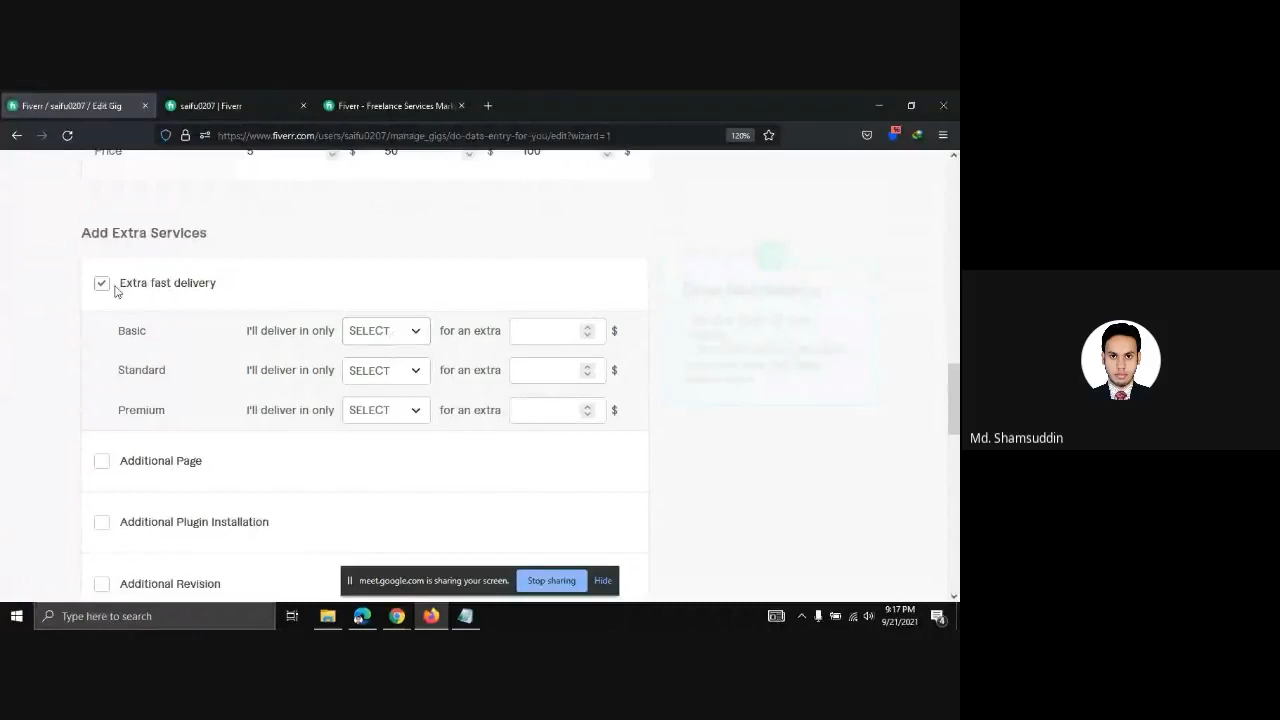 Fiverr / saifu0207 / Edit Gig
saifu0207 | Fiverr
Fiverr - Freelance Services Mark
https://www.fiverr.com/users/saifu0207/manage_gigs/do-data-entry-for-you/edit?wizard=1
120%
Price 5 $ 50 $ 100 $
Add Extra Services
Extra fast delivery
Basic I'll deliver in only SELECT for an extra $
Standard I'll deliver in only SELECT for an extra $
Premium I'll deliver in only SELECT for an extra $
Additional Page
Additional Plugin Installation
Additional Revision
meet.google.com is sharing your screen. Stop sharing Hide
Type here to search
9:17 PM
9/21/2021
4
Md. Shamsuddin